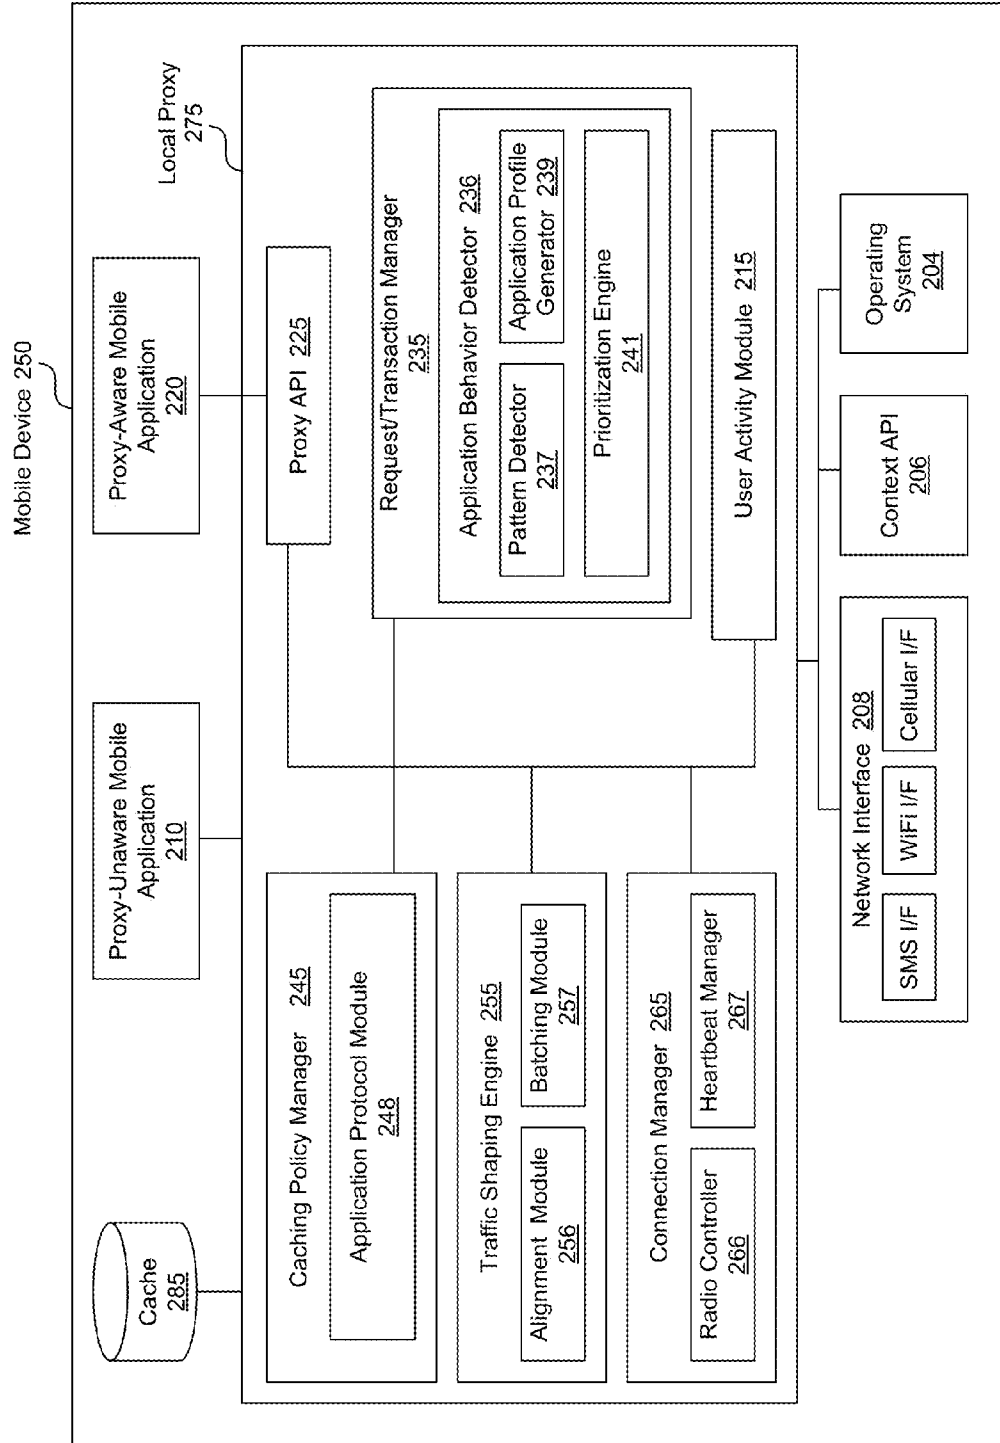 Mobile Device 250
Cache
285
Proxy-Unaware Mobile
Application
210
Proxy-Aware Mobile
Application
220
Local Proxy
275
Caching Policy Manager 245
Application Protocol Module
248
Proxy API 225
Traffic Shaping Engine 255
Alignment Module
256
Batching Module
257
Request/Transaction Manager
235
Application Behavior Detector 236
Pattern Detector
237
Application Profile
Generator 239
Prioritization Engine
241
Connection Manager 265
Radio Controller
266
Heartbeat Manager
267
User Activity Module 215
Network Interface 208
SMS I/F
WiFi I/F
Cellular I/F
Context API
206
Operating
System
204